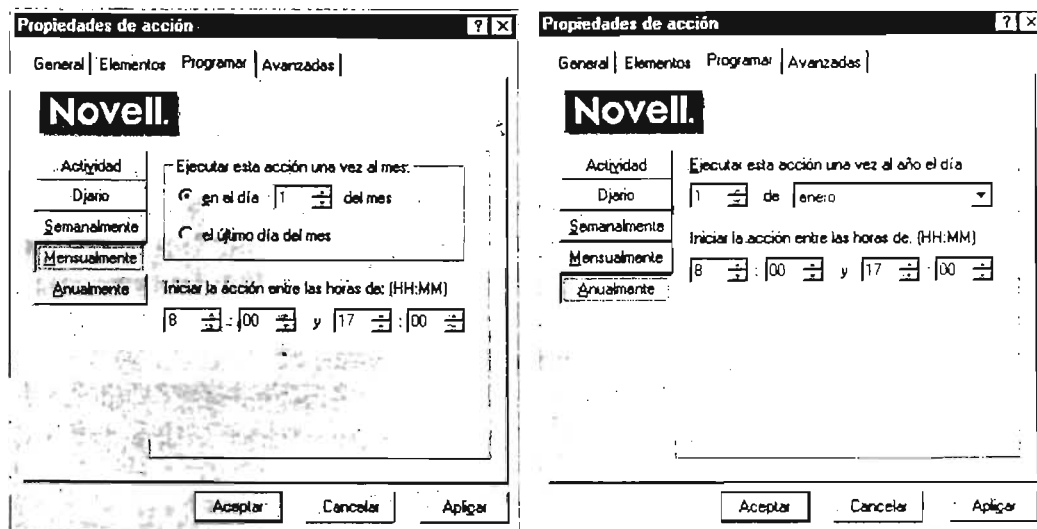 Propiedades de acción
General Elementos Programar Avanzadas
Novell.
Actividad
Diario
Semanalmente
Mensualmente
Anualmente
Ejecutar esta acción una vez al mes:
en el día 1 del mes
el último día del mes
Iniciar la acción entre las horas de: (HH:MM)
8 : 00 y 17 : 00
Aceptar Cancelar Aplicar
Propiedades de acción
General Elementos Programar Avanzadas
Novell.
Actividad
Diario
Semanalmente
Mensualmente
Anualmente
Ejecutar esta acción una vez al año el día
1 de enero
Iniciar la acción entre las horas de: (HH:MM)
8 : 00 y 17 : 00
Aceptar Cancelar Aplicar